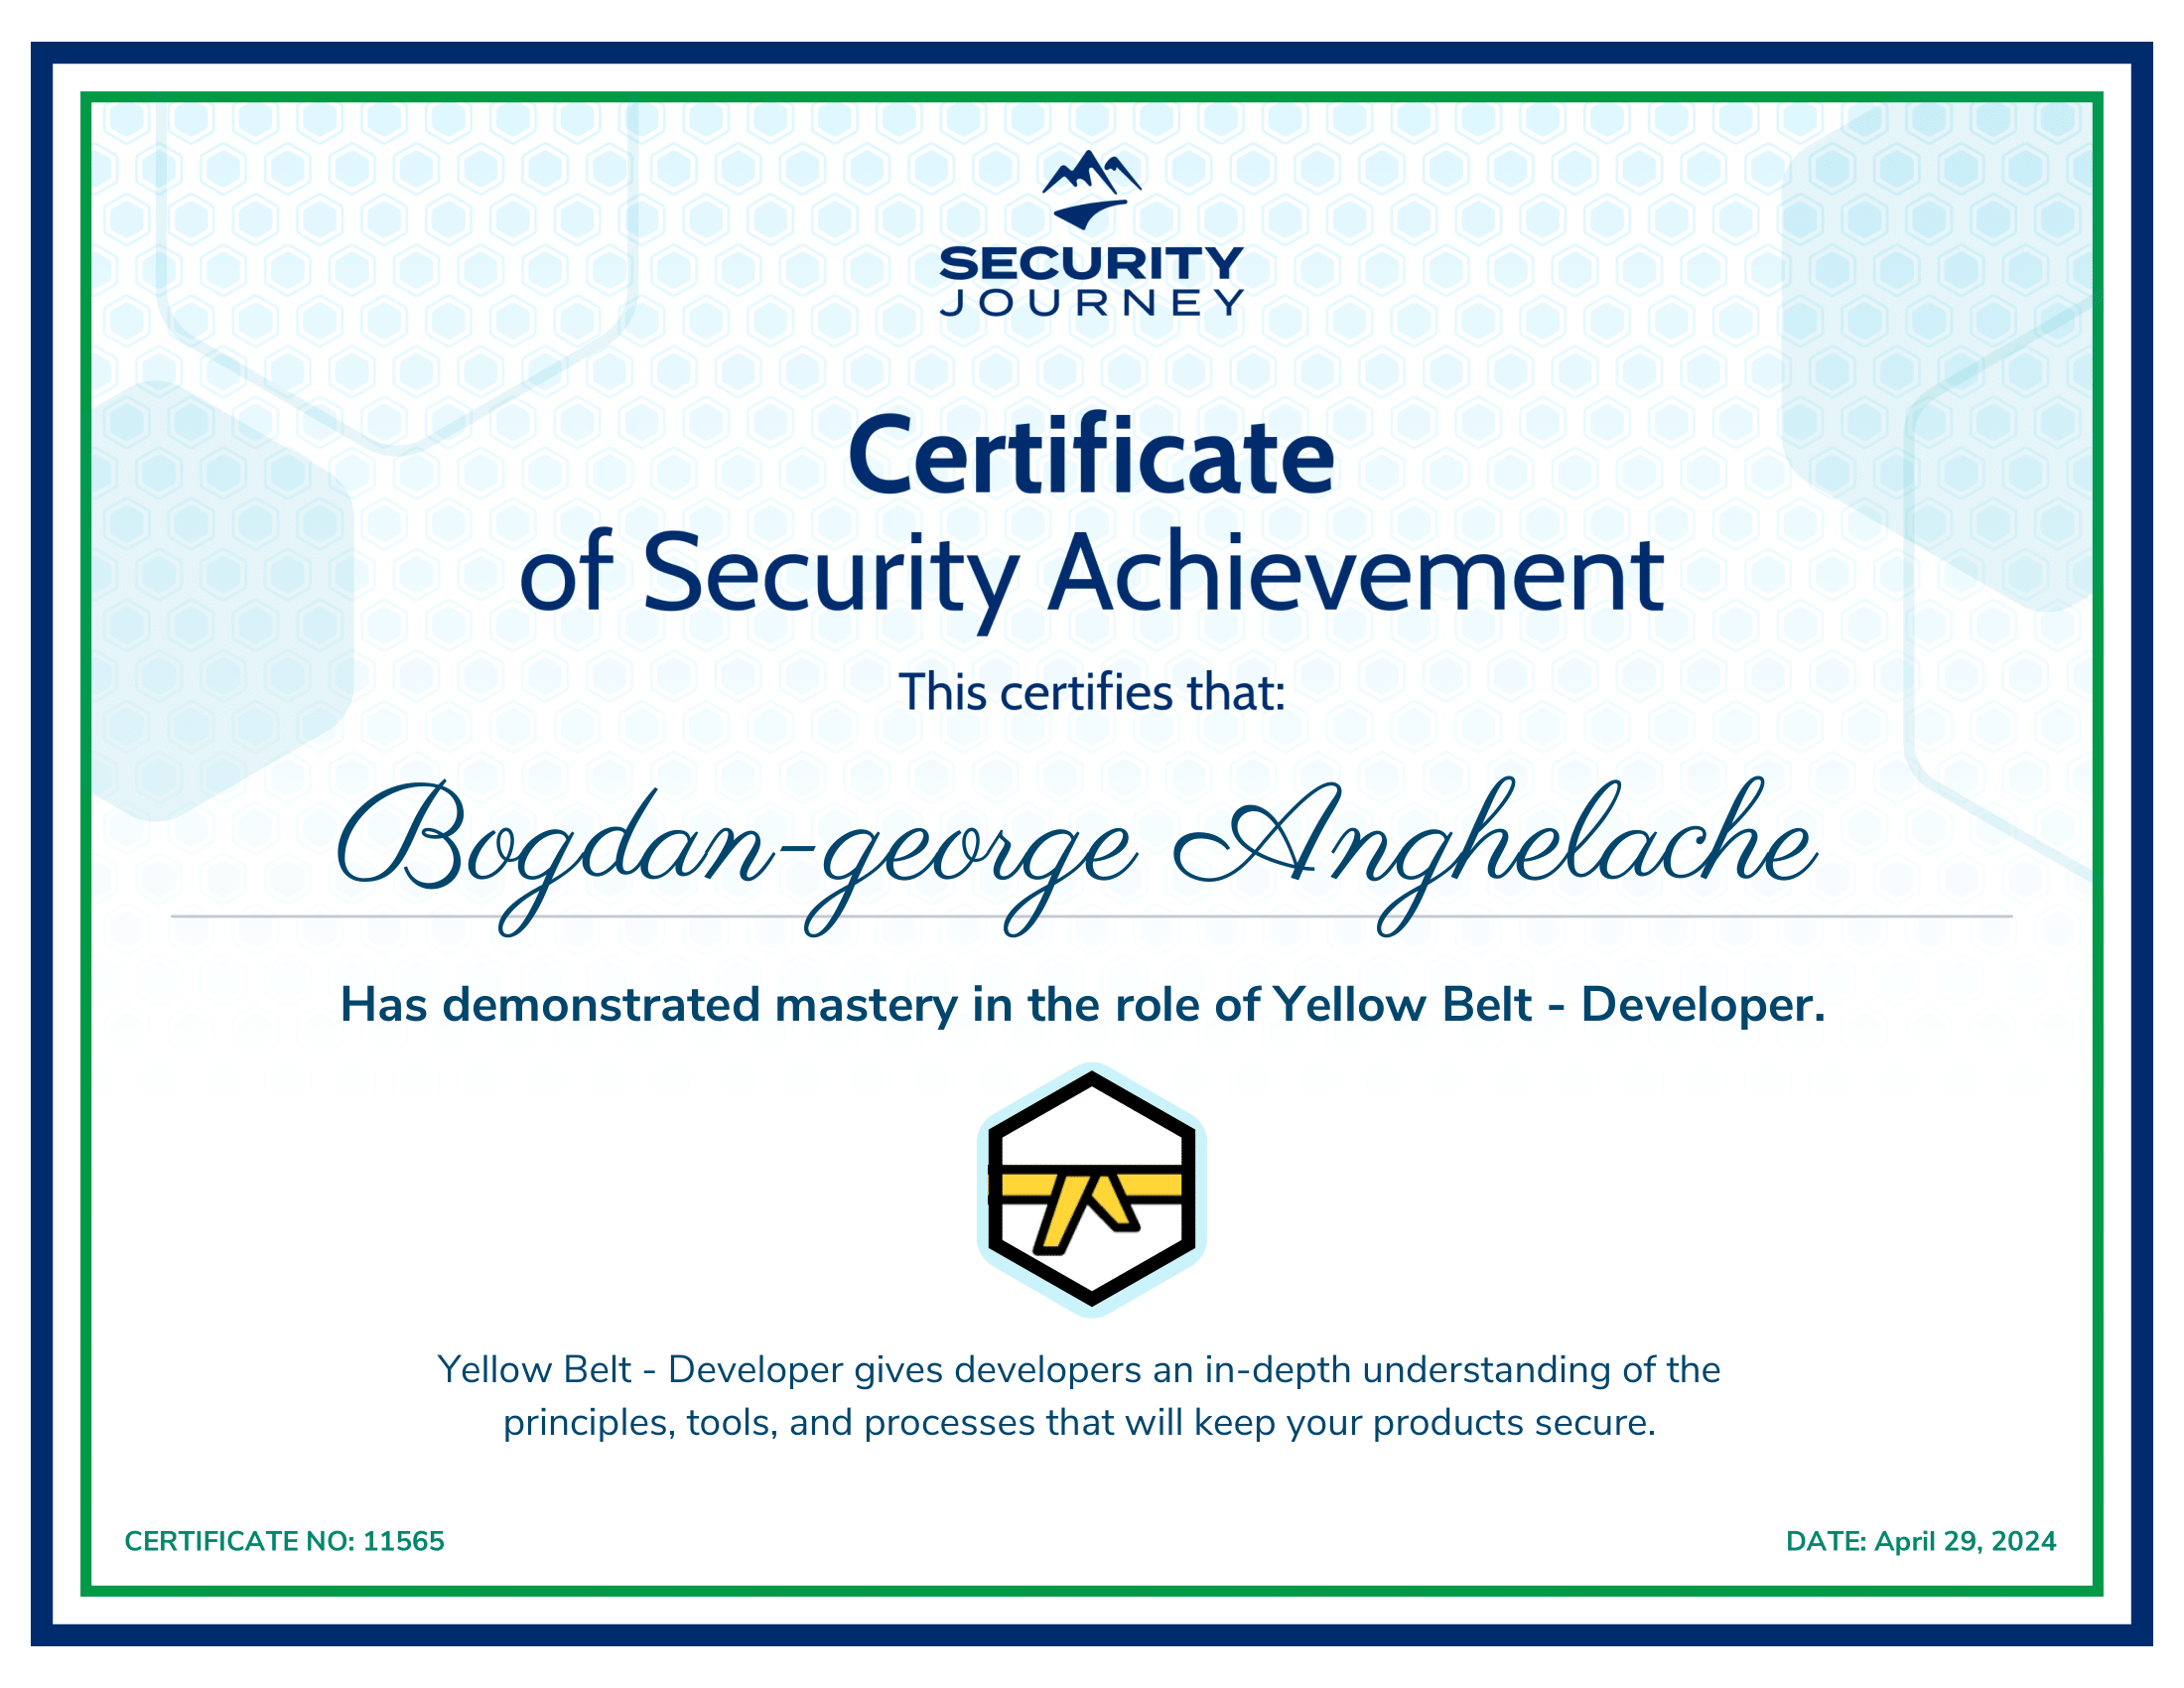 SECURITY
JOURNEY
Certificate
of Security Achievement
This certifies that:
Bogdan-george Anghelache
Has demonstrated mastery in the role of Yellow Belt - Developer.
Yellow Belt - Developer gives developers an in-depth understanding of the
principles, tools, and processes that will keep your products secure.
CERTIFICATE NO: 11565
DATE: April 29, 2024